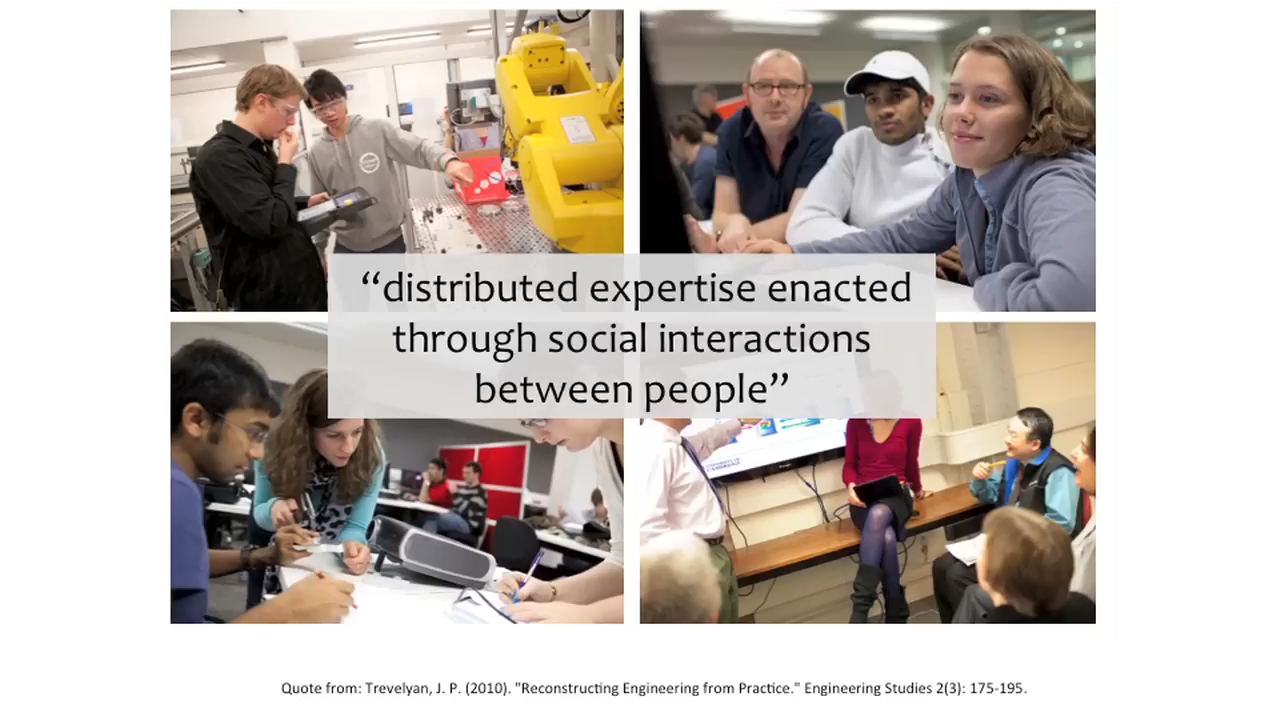 “distributed expertise enacted
through social interactions
between people”
Quote from: Trevelyan, J. P. (2010). "Reconstructing Engineering from Practice." Engineering Studies 2(3): 175-195.